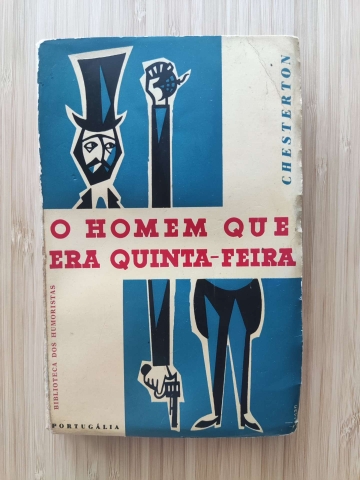 CHESTERTON
O HOMEM QUE
ERA QUINTA-FEIRA
BIBLIOTECA DOS HUMORISTAS
PORTUGÁLIA